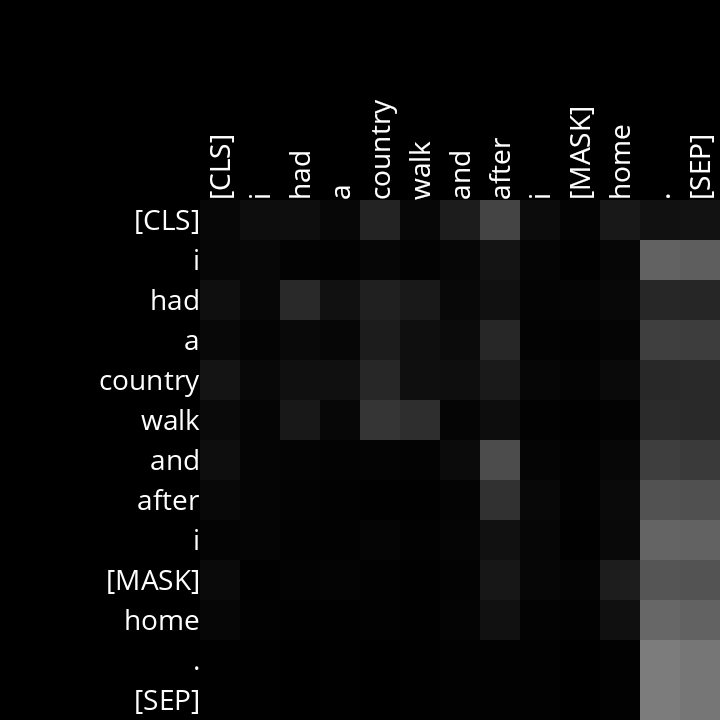 [CLS] i had a country walk and after i [MASK] home . [SEP]
[CLS]
i
had
a
country
walk
and
after
i
[MASK]
home
.
[SEP]